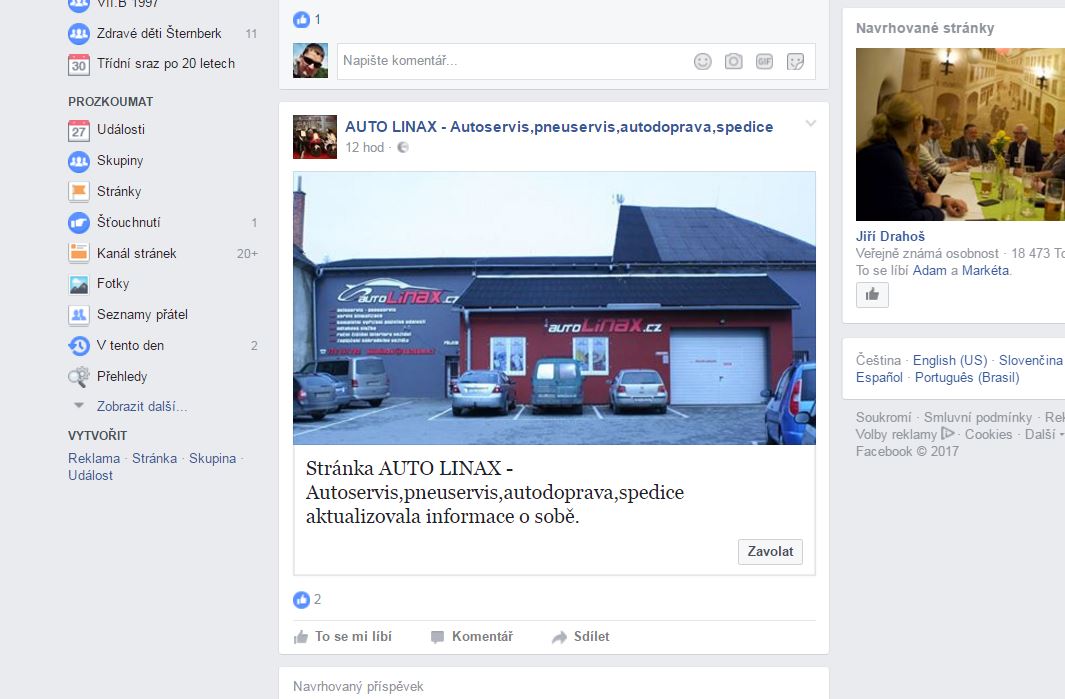 VII.B 1997
Zdravé děti Šternberk 11
30 Třídní sraz po 20 letech
PROZKOUMAT
27 Události
Skupiny
Stránky
Šťouchnutí 1
Kanál stránek 20+
Fotky
Seznamy přátel
V tento den 2
Přehledy
Zobrazit další...
VYTVOŘIT
Reklama · Stránka · Skupina ·
Událost
1
Napište komentář...
GIF
AUTO LINAX - Autoservis,pneuservis,autodoprava,spedice
12 hod ·
AUTO LINAX.CZ
AUTO LINAX.CZ
Stránka AUTO LINAX -
Autoservis,pneuservis,autodoprava,spedice
aktualizovala informace o sobě.
Zavolat
2
To se mi líbí Komentář Sdílet
Navrhovaný příspěvek
Navrhované stránky
Jiří Drahoš
Veřejně známá osobnost · 18 473 To
To se líbí Adam a Markéta.
Čeština · English (US) · Slovenčina
Español · Português (Brasil)
Soukromí · Smluvní podmínky · Rek
Volby reklamy · Cookies · Další
Facebook © 2017